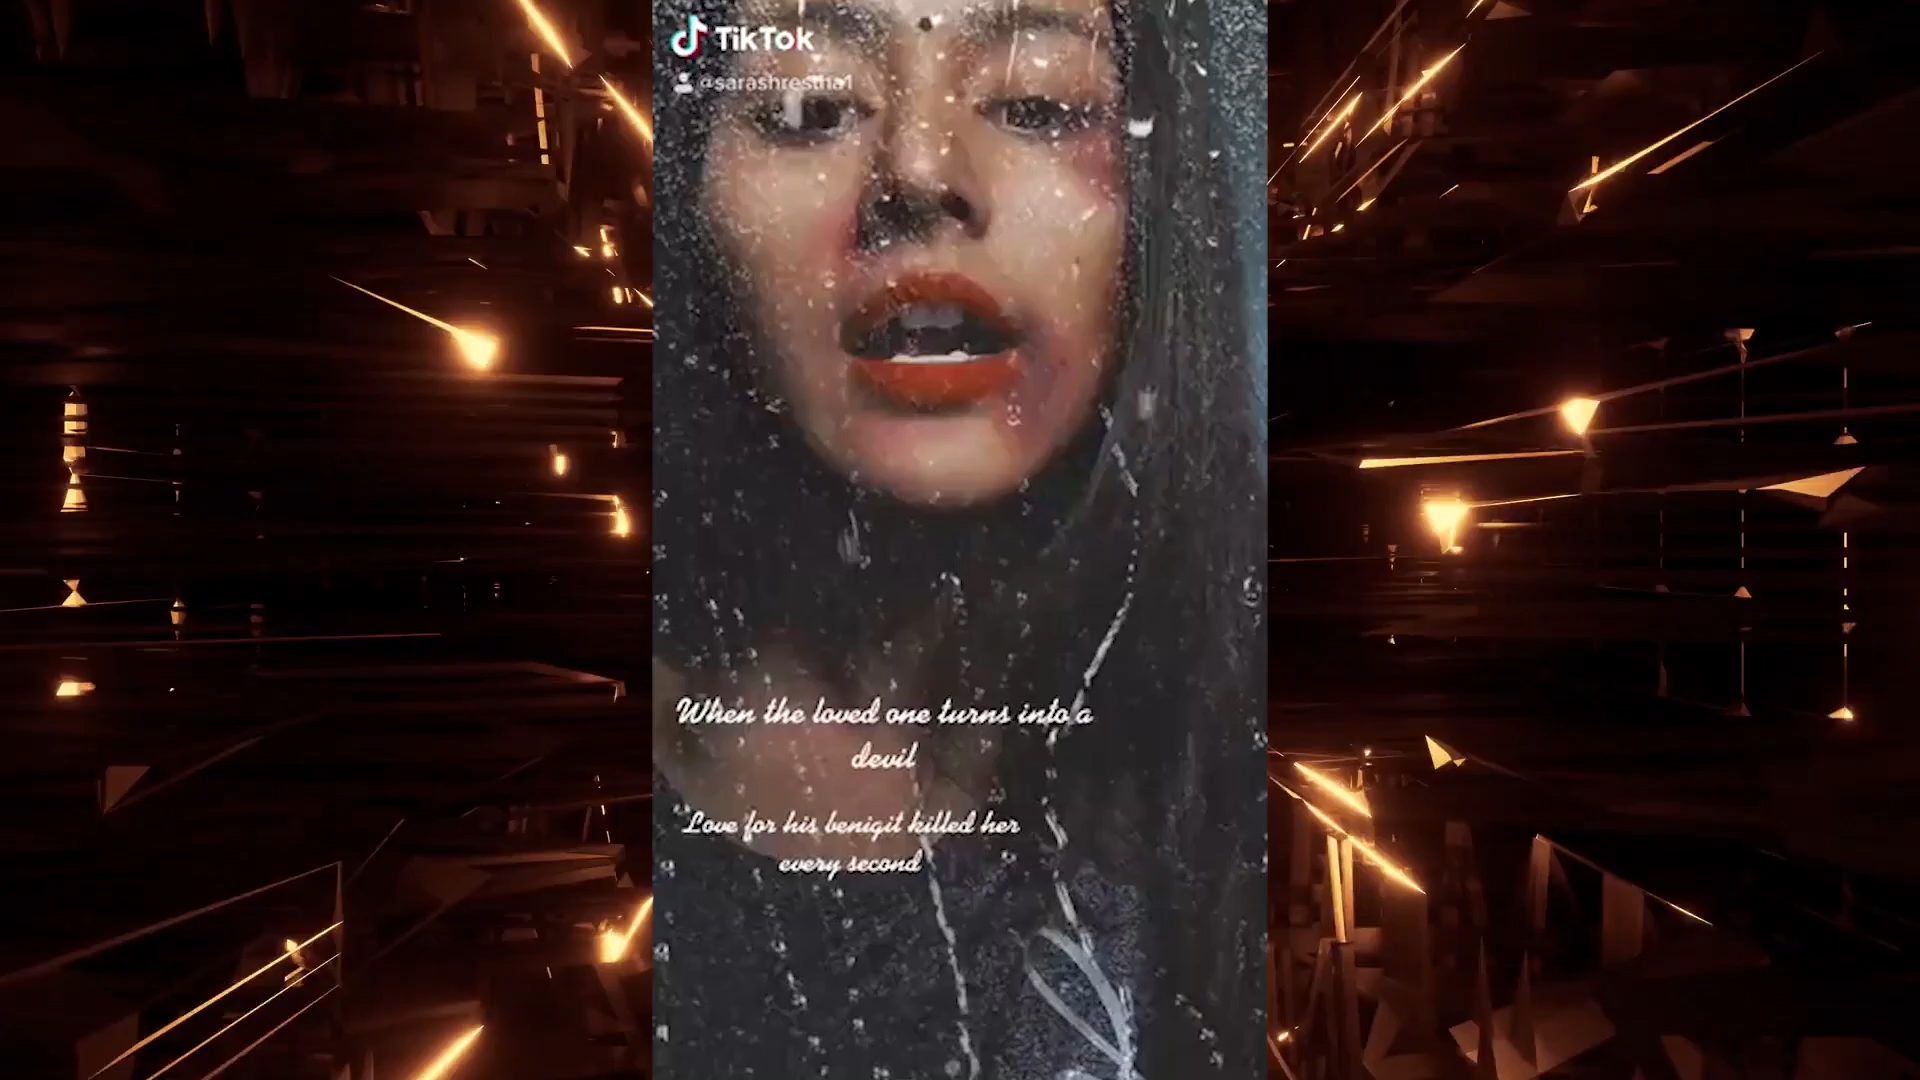 TikTok
@sarashrestha1
When the loved one turns into a
devil
Love for his benigit killed her
every second